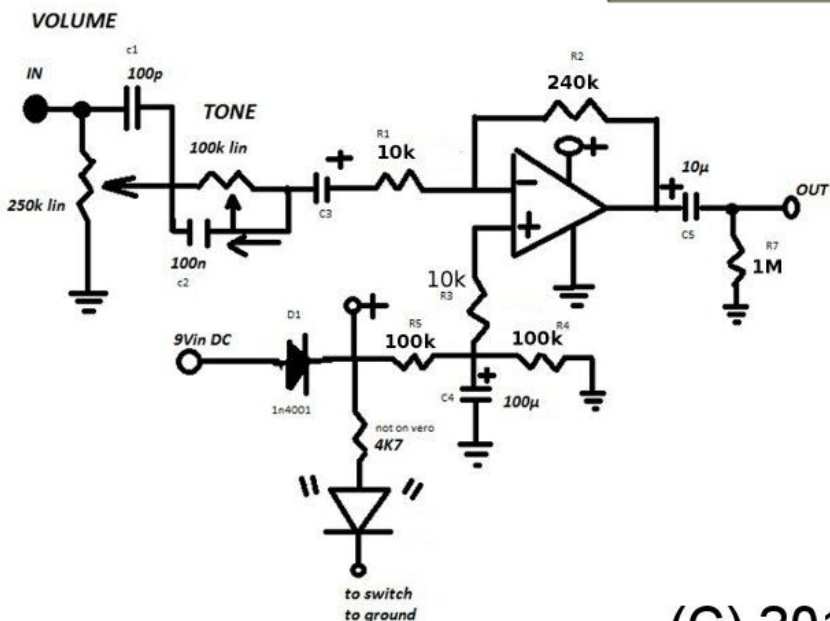 VOLUME
c1
IN
100p
TONE
100k lin
250k lin
100n
c2
+
C3
R1
10k
R2
240k
+
−
+
+
10µ
C5
OUT
R7
1M
10k
R3
D1
9Vin DC
1n4001
+
R5
100k
R4
100k
+
C4
100µ
not on vero
4K7
to switch
to ground